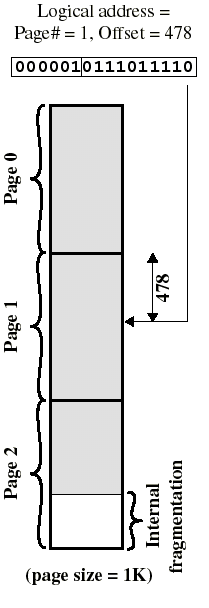 Logical address =
Page# = 1, Offset = 478
0000010111011110
Page 0
478
Page 1
Page 2
Internal
fragmentation
(page size = 1K)